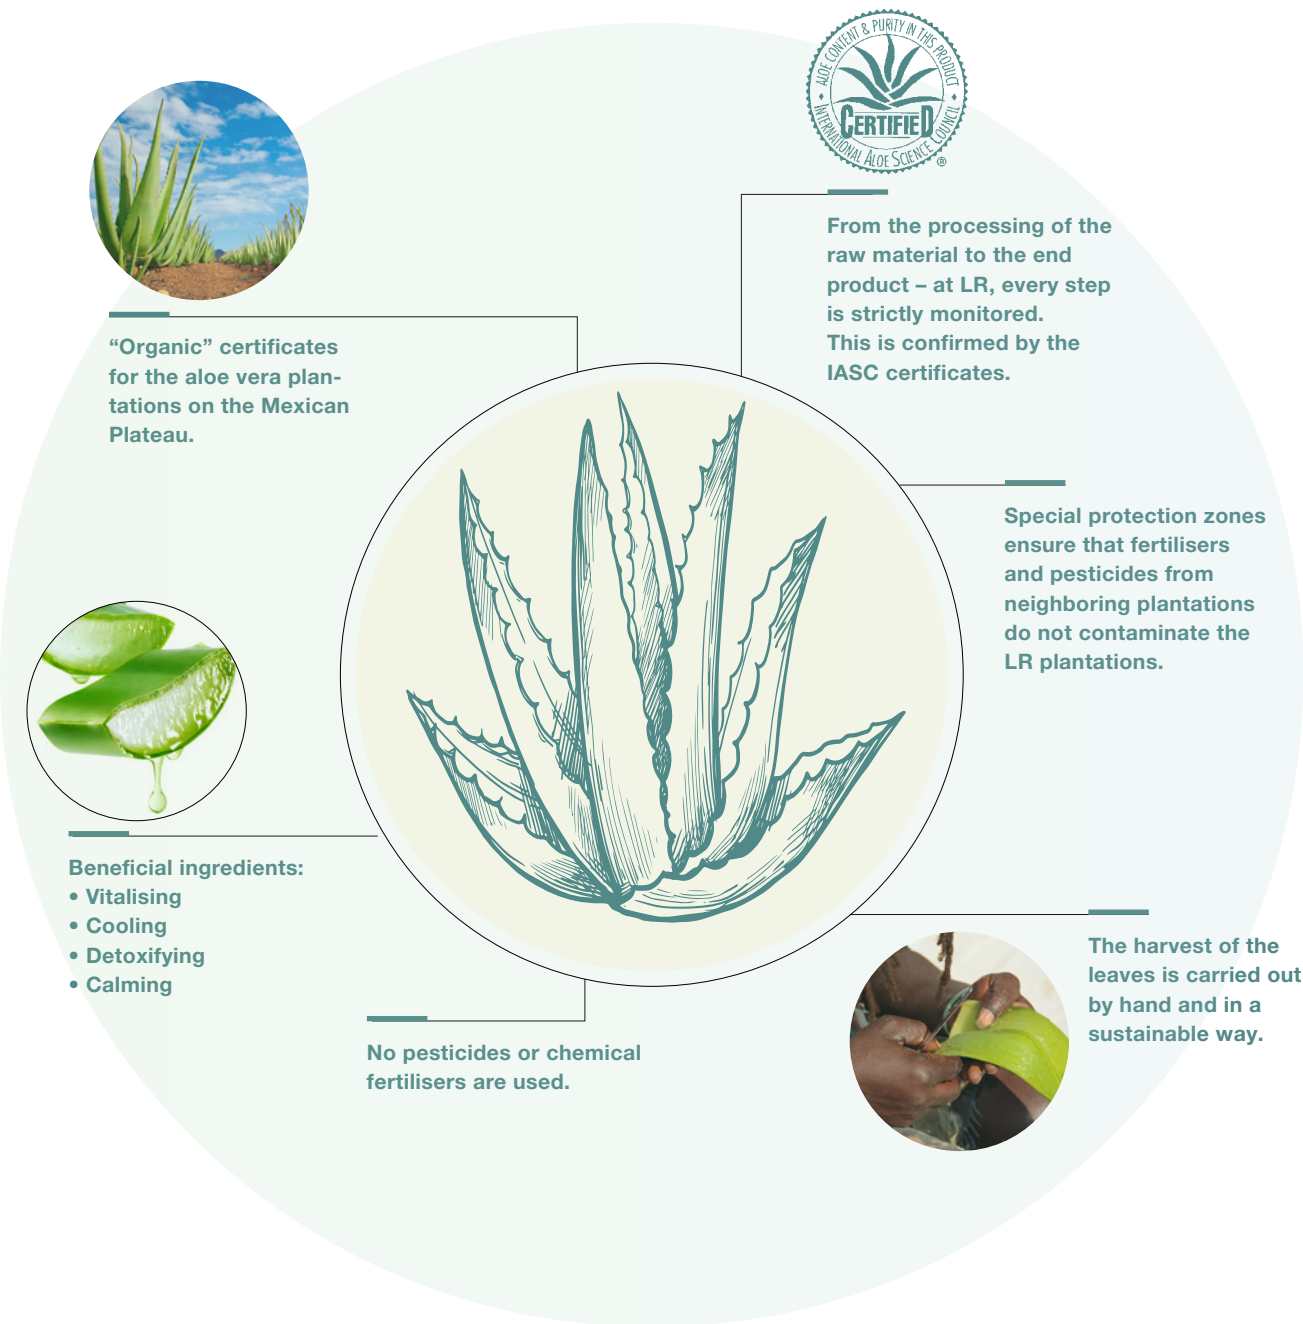 ALOE CONTENT & PURITY IN THIS PRODUCT
CERTIFIED
INTERNATIONAL ALOE SCIENCE COUNCIL
®
From the processing of the
raw material to the end
product – at LR, every step
is strictly monitored.
This is confirmed by the
IASC certificates.
“Organic” certificates
for the aloe vera plan-
tations on the Mexican
Plateau.
Special protection zones
ensure that fertilisers
and pesticides from
neighboring plantations
do not contaminate the
LR plantations.
Beneficial ingredients:
• Vitalising
• Cooling
• Detoxifying
• Calming
The harvest of the
leaves is carried out
by hand and in a
sustainable way.
No pesticides or chemical
fertilisers are used.